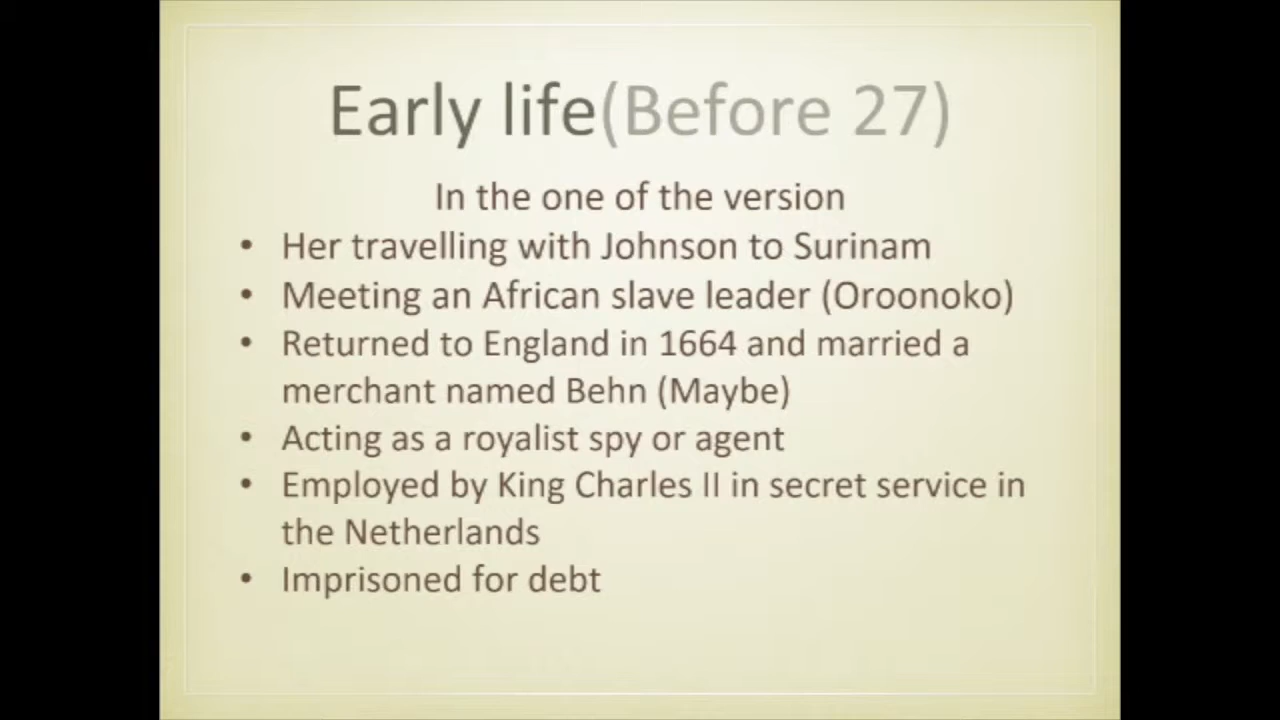 Early life(Before 27)
In the one of the version
• Her travelling with Johnson to Surinam
• Meeting an African slave leader (Oroonoko)
• Returned to England in 1664 and married a
merchant named Behn (Maybe)
• Acting as a royalist spy or agent
• Employed by King Charles II in secret service in
the Netherlands
• Imprisoned for debt